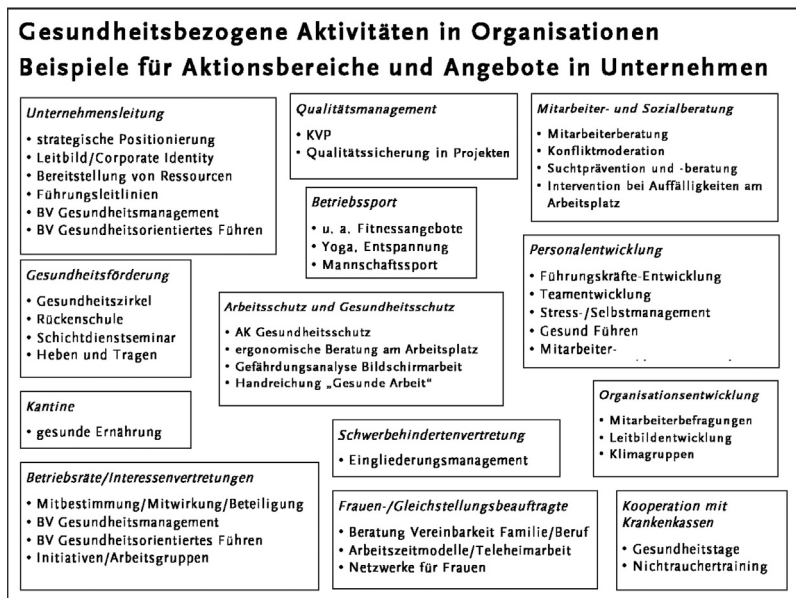 Gesundheitsbezogene Aktivitäten in Organisationen
Beispiele für Aktionsbereiche und Angebote in Unternehmen
Unternehmensleitung
• strategische Positionierung
• Leitbild/Corporate Identity
• Bereitstellung von Ressourcen
• Führungsleitlinien
• BV Gesundheitsmanagement
• BV Gesundheitsorientiertes Führen
Qualitätsmanagement
• KVP
• Qualitätssicherung in Projekten
Mitarbeiter- und Sozialberatung
• Mitarbeiterberatung
• Konfliktmoderation
• Suchtprävention und -beratung
• Intervention bei Auffälligkeiten am
Arbeitsplatz
Betriebssport
• u. a. Fitnessangebote
• Yoga, Entspannung
• Mannschaftssport
Personalentwicklung
• Führungskräfte-Entwicklung
• Teamentwicklung
• Stress-/Selbstmanagement
• Gesund Führen
• Mitarbeiter-
Gesundheitsförderung
• Gesundheitszirkel
• Rückenschule
• Schichtdienstseminar
• Heben und Tragen
Arbeitsschutz und Gesundheitsschutz
• AK Gesundheitsschutz
• ergonomische Beratung am Arbeitsplatz
• Gefährdungsanalyse Bildschirmarbeit
• Handreichung „Gesunde Arbeit“
Kantine
• gesunde Ernährung
Organisationsentwicklung
• Mitarbeiterbefragungen
• Leitbildentwicklung
• Klimagruppen
Schwerbehindertenvertretung
• Eingliederungsmanagement
Betriebsräte/Interessenvertretungen
• Mitbestimmung/Mitwirkung/Beteiligung
• BV Gesundheitsmanagement
• BV Gesundheitsorientiertes Führen
• Initiativen/Arbeitsgruppen
Frauen-/Gleichstellungsbeauftragte
• Beratung Vereinbarkeit Familie/Beruf
• Arbeitszeitmodelle/Teleheimarbeit
• Netzwerke für Frauen
Kooperation mit
Krankenkassen
• Gesundheitstage
• Nichtrauchertraining